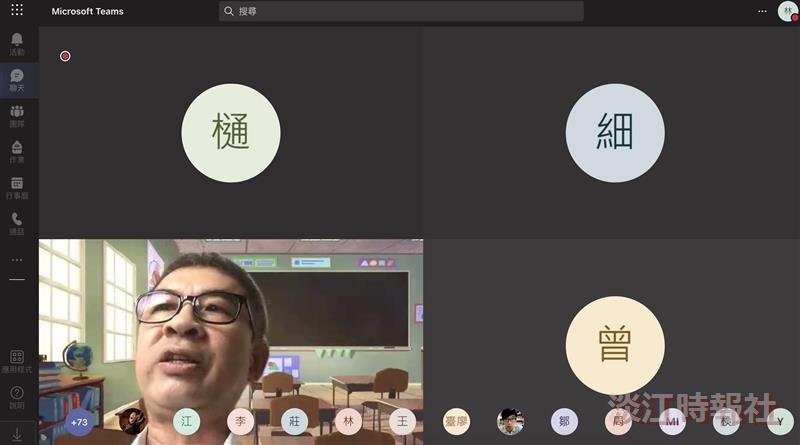 Microsoft Teams
搜尋
林
活動
聊天
團隊
作業
行事曆
通話
樋
細
曾
應用程式
說明
+73
江
李
莊
林
王
臺廖
鄒
周
MI
Y
淡江時報社